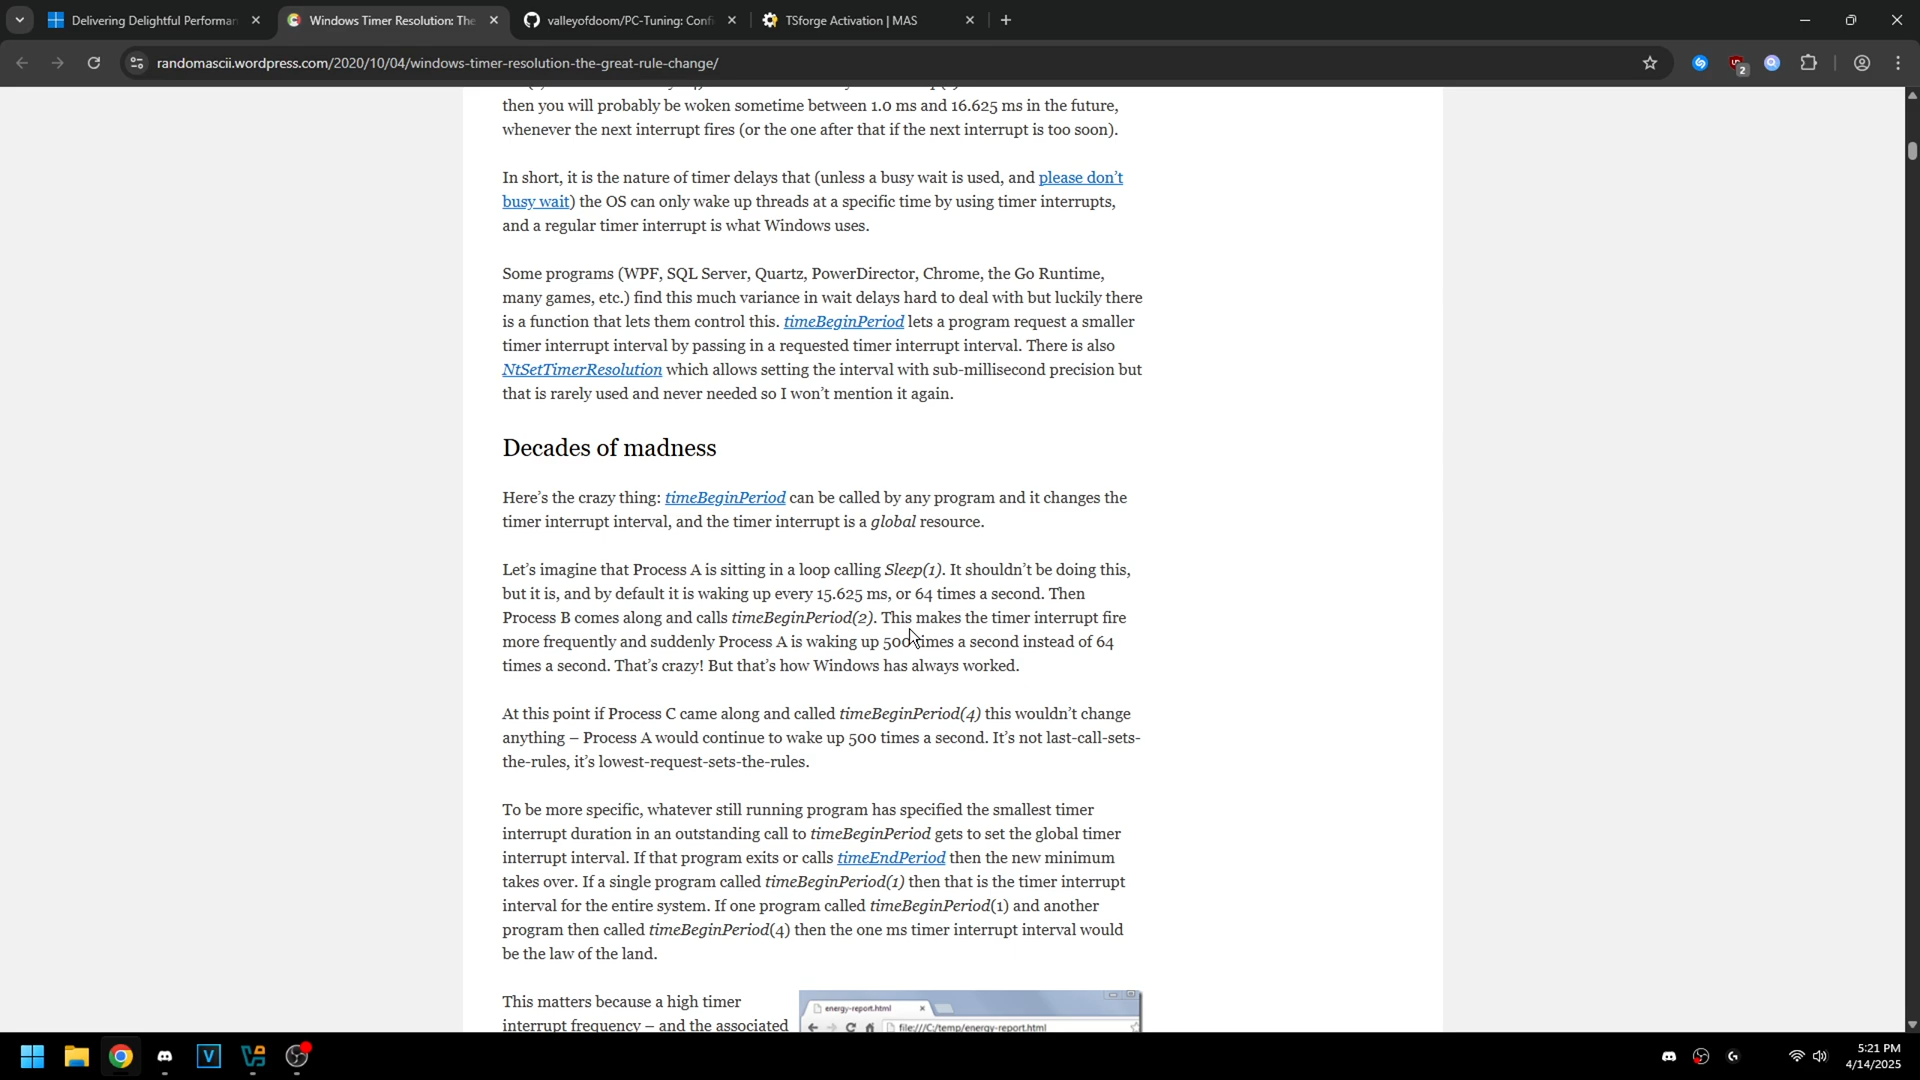 Delivering Delightful Performan
Windows Timer Resolution: The
valleyofdoom/PC-Tuning: Confi
TSforge Activation | MAS
randomascii.wordpress.com/2020/10/04/windows-timer-resolution-the-great-rule-change/
2
then you will probably be woken sometime between 1.0 ms and 16.625 ms in the future,
whenever the next interrupt fires (or the one after that if the next interrupt is too soon).
In short, it is the nature of timer delays that (unless a busy wait is used, and please don't
busy wait) the OS can only wake up threads at a specific time by using timer interrupts,
and a regular timer interrupt is what Windows uses.
Some programs (WPF, SQL Server, Quartz, PowerDirector, Chrome, the Go Runtime,
many games, etc.) find this much variance in wait delays hard to deal with but luckily there
is a function that lets them control this. timeBeginPeriod lets a program request a smaller
timer interrupt interval by passing in a requested timer interrupt interval. There is also
NtSetTimerResolution which allows setting the interval with sub-millisecond precision but
that is rarely used and never needed so I won't mention it again.
Decades of madness
Here's the crazy thing: timeBeginPeriod can be called by any program and it changes the
timer interrupt interval, and the timer interrupt is a global resource.
Let's imagine that Process A is sitting in a loop calling Sleep(1). It shouldn't be doing this,
but it is, and by default it is waking up every 15.625 ms, or 64 times a second. Then
Process B comes along and calls timeBeginPeriod(2). This makes the timer interrupt fire
more frequently and suddenly Process A is waking up 500 times a second instead of 64
times a second. That's crazy! But that's how Windows has always worked.
At this point if Process C came along and called timeBeginPeriod(4) this wouldn't change
anything – Process A would continue to wake up 500 times a second. It's not last-call-sets-
the-rules, it's lowest-request-sets-the-rules.
To be more specific, whatever still running program has specified the smallest timer
interrupt duration in an outstanding call to timeBeginPeriod gets to set the global timer
interrupt interval. If that program exits or calls timeEndPeriod then the new minimum
takes over. If a single program called timeBeginPeriod(1) then that is the timer interrupt
interval for the entire system. If one program called timeBeginPeriod(1) and another
program then called timeBeginPeriod(4) then the one ms timer interrupt interval would
be the law of the land.
This matters because a high timer
interrupt frequency – and the associated
energy-report.html
file:///C:/temp/energy-report.html
5:21 PM
4/14/2025